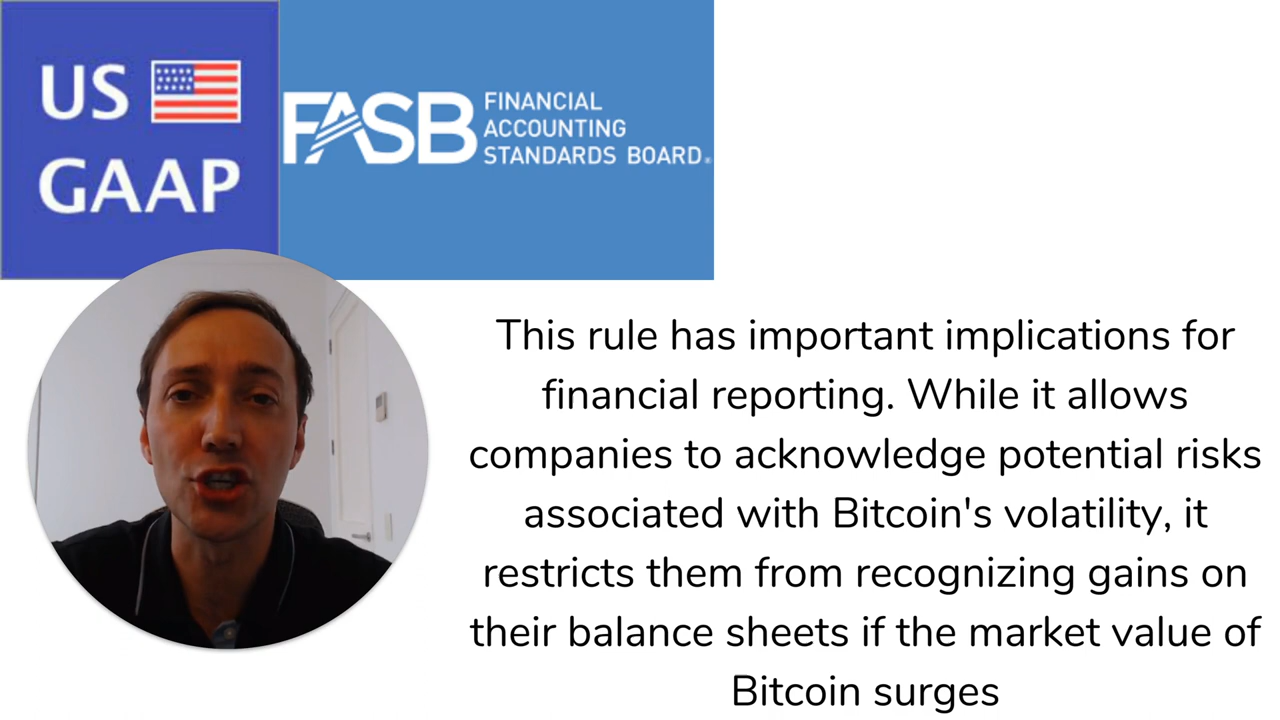 US
GAAP
FASB
FINANCIAL
ACCOUNTING
STANDARDS BOARD®
This rule has important implications for
financial reporting. While it allows
companies to acknowledge potential risks
associated with Bitcoin's volatility, it
restricts them from recognizing gains on
their balance sheets if the market value of
Bitcoin surges